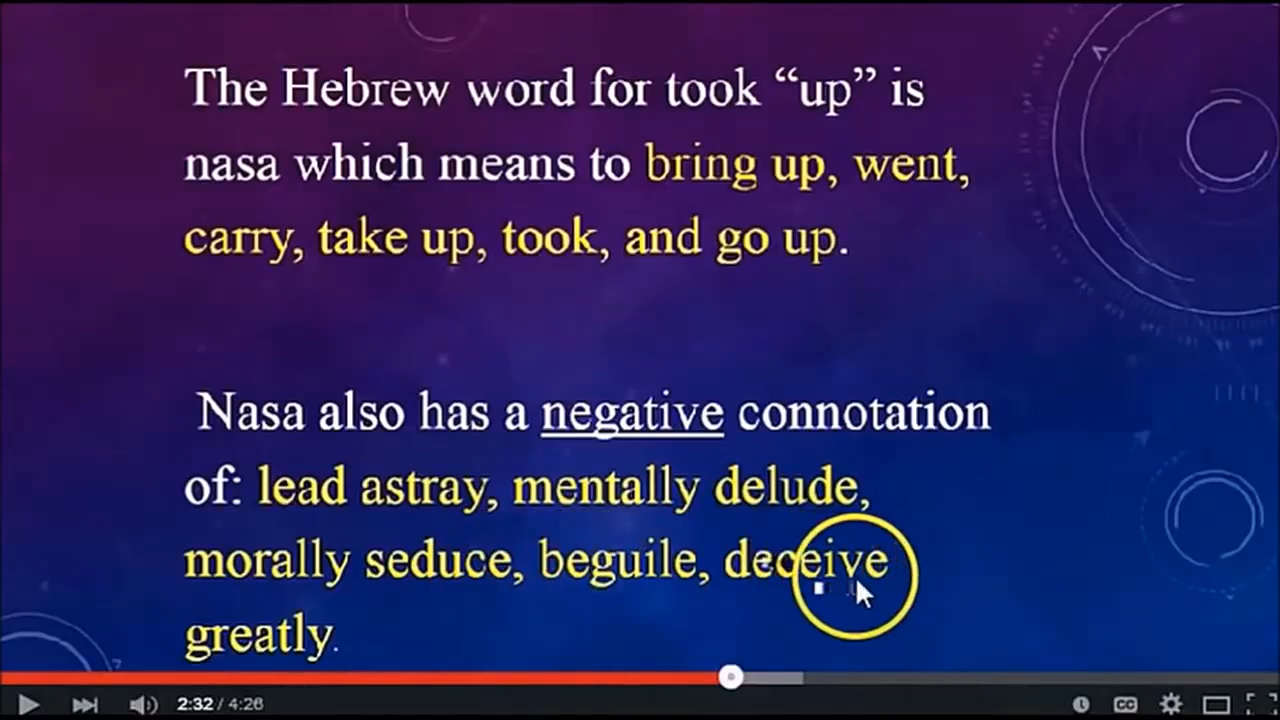 The Hebrew word for took “up” is
nasa which means to bring up, went,
carry, take up, took, and go up.
Nasa also has a negative connotation
of: lead astray, mentally delude,
morally seduce, beguile, deceive
greatly.
2:32 / 4:26
CC